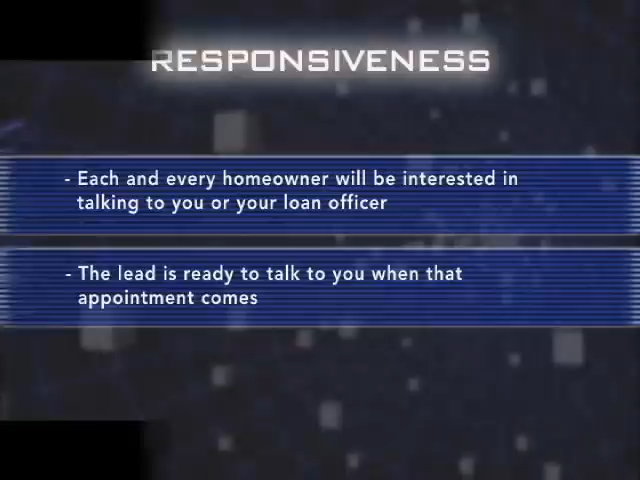 RESPONSIVENESS
- Each and every homeowner will be interested in
talking to you or your loan officer
- The lead is ready to talk to you when that
appointment comes